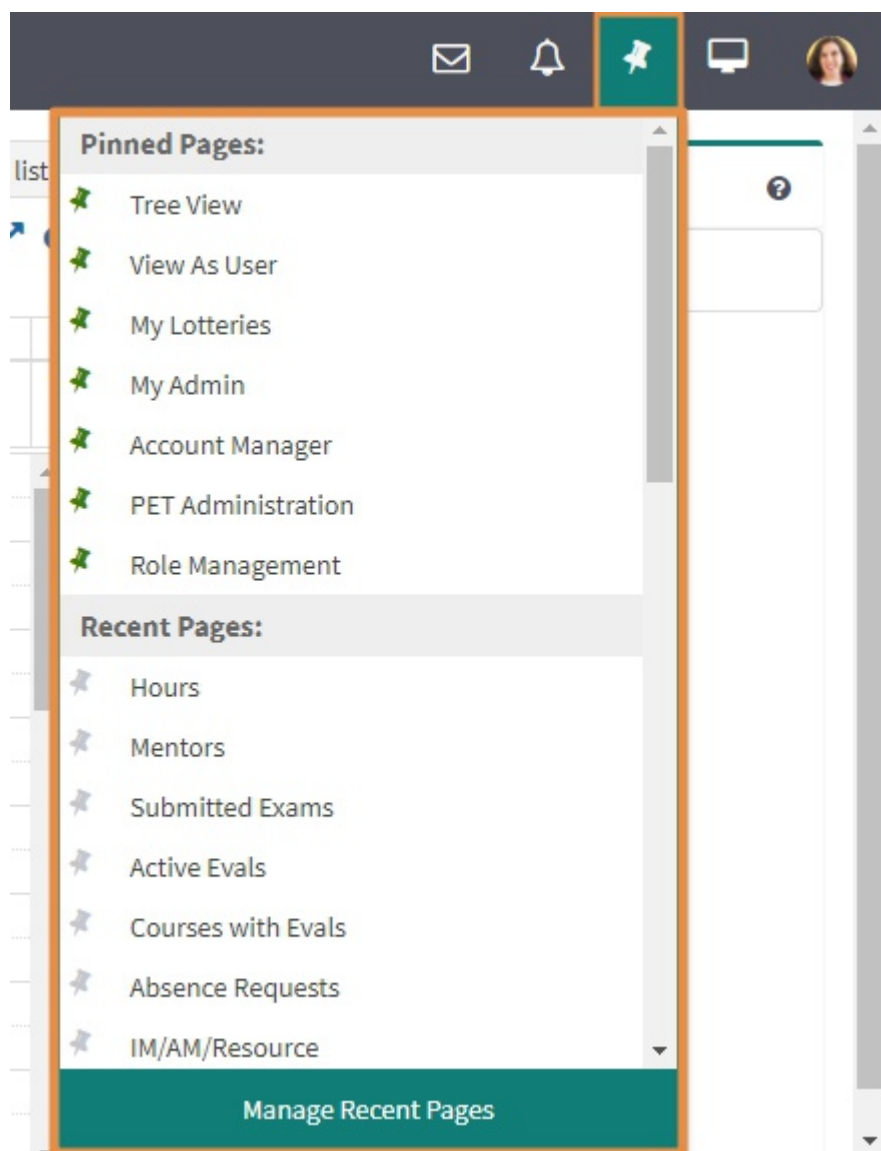 Pinned Pages:
list
Tree View
View As User
My Lotteries
My Admin
Account Manager
PET Administration
Role Management
Recent Pages:
Hours
Mentors
Submitted Exams
Active Evals
Courses with Evals
Absence Requests
IM/AM/Resource
Manage Recent Pages